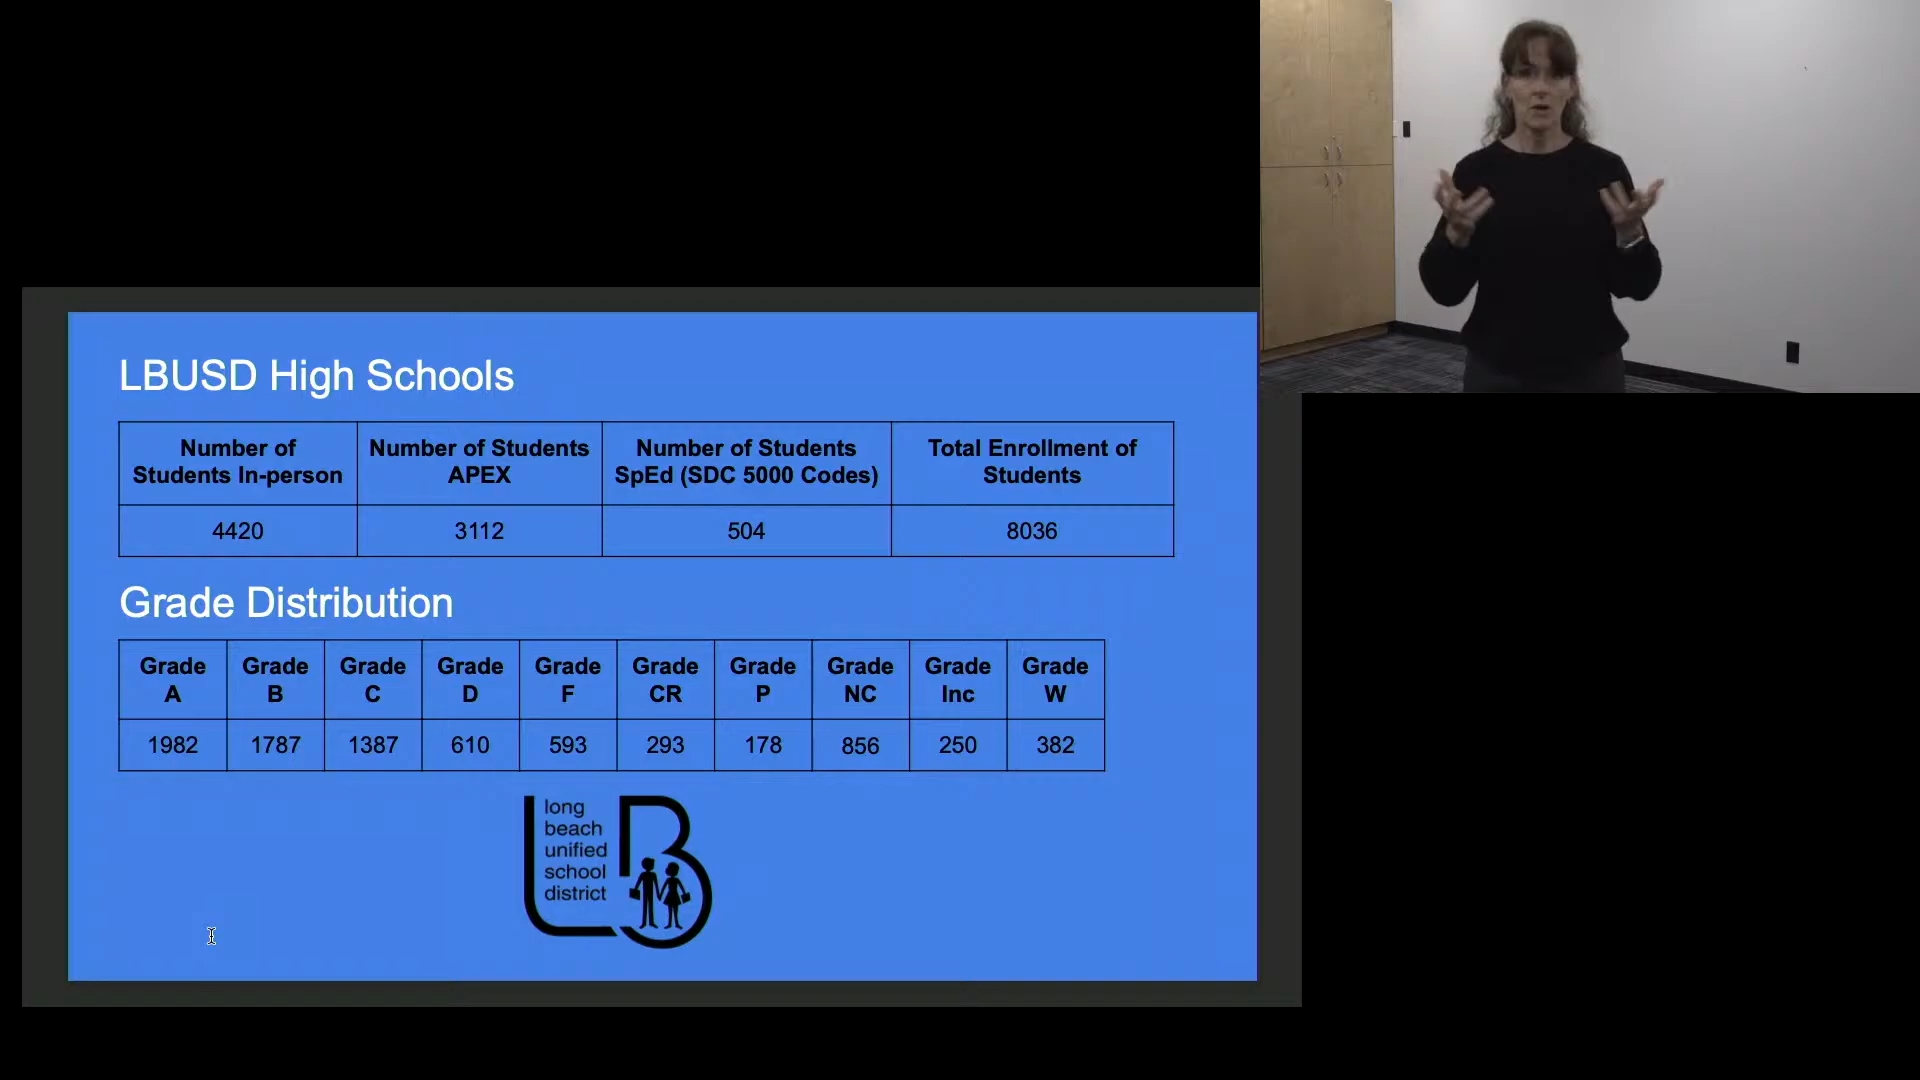 LBUSD High Schools
Number of Students In-person
Number of Students APEX
Number of Students SpEd (SDC 5000 Codes)
Total Enrollment of Students
4420 3112 504 8036
Grade Distribution
Grade A
Grade B
Grade C
Grade D
Grade F
Grade CR
Grade P
Grade NC
Grade Inc
Grade W
1982 1787 1387 610 593 293 178 856 250 382
long
beach
unified
school
district